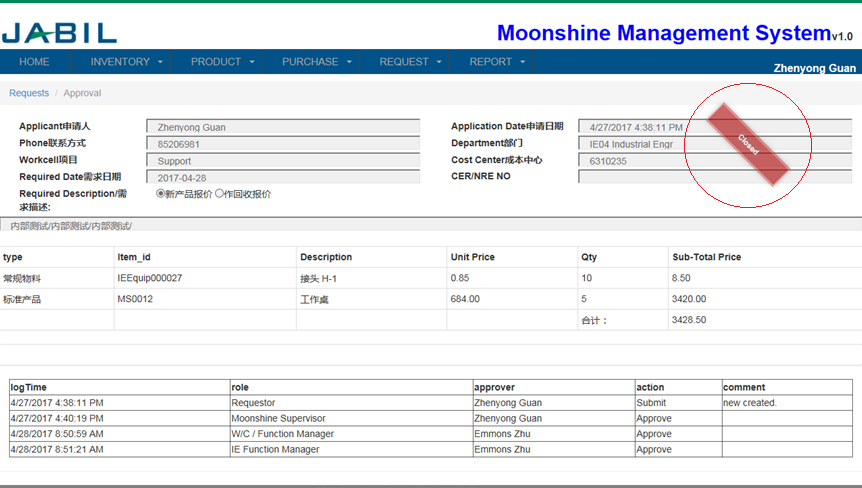 JABIL
Moonshine Management Systemv1.0
HOME INVENTORY PRODUCT PURCHASE REQUEST REPORT
Zhenyong Guan
Requests / Approval
Applicant申请人 Zhenyong Guan Application Date申请日期 4/27/2017 4:38:11 PM
Phone联系方式 85206981 Department部门 IE04 Industrial Engr
Closed
Workcell项目 Support Cost Center成本中心 6310235
Required Date需求日期 2017-04-28 CER/NRE NO
Required Description/需 新产品报价 作回收报价
求描述:
内部测试/内部测试/内部测试/
type Item_id Description Unit Price Qty Sub-Total Price
常规物料 IEEquip000027 接头 H-1 0.85 10 8.50
标准产品 MS0012 工作桌 684.00 5 3420.00
合计： 3428.50
logTime role approver action comment
4/27/2017 4:38:11 PM Requestor Zhenyong Guan Submit new created.
4/27/2017 4:40:19 PM Moonshine Supervisor Zhenyong Guan Approve
4/28/2017 8:50:59 AM W/C / Function Manager Emmons Zhu Approve
4/28/2017 8:51:21 AM IE Function Manager Emmons Zhu Approve